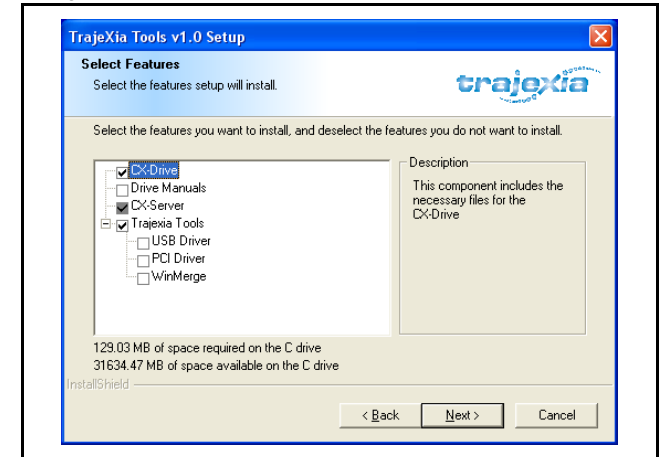 TrajeXia Tools v1.0 Setup
Select Features
Select the features setup will install.
trajexia
Select the features you want to install, and deselect the features you do not want to install.
CX-Drive
Drive Manuals
CX-Server
Trajexia Tools
USB Driver
PCI Driver
WinMerge
Description
This component includes the
necessary files for the
CX-Drive
129.03 MB of space required on the C drive
31634.47 MB of space available on the C drive
InstallShield
< Back
Next >
Cancel